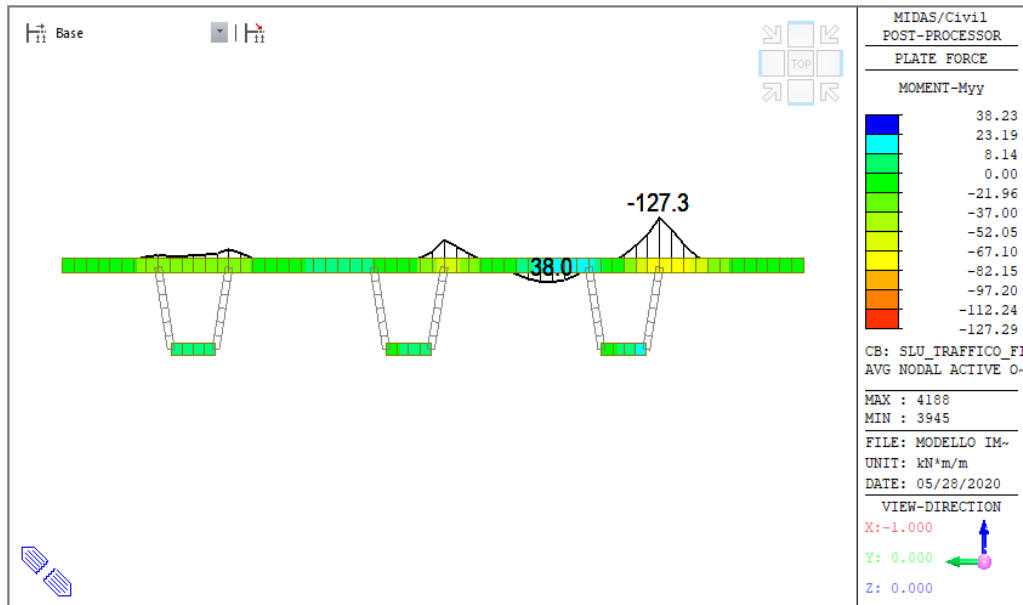 Base
TOP
-127.3
38.0
MIDAS/Civil
POST-PROCESSOR
PLATE FORCE
MOMENT-Myy
38.23
23.19
8.14
0.00
-21.96
-37.00
-52.05
-67.10
-82.15
-97.20
-112.24
-127.29
CB: SLU_TRAFFICO_FI
AVG NODAL ACTIVE O~
MAX : 4188
MIN : 3945
FILE: MODELLO IM~
UNIT: kN*m/m
DATE: 05/28/2020
VIEW-DIRECTION
X:-1.000
Y: 0.000
Z: 0.000